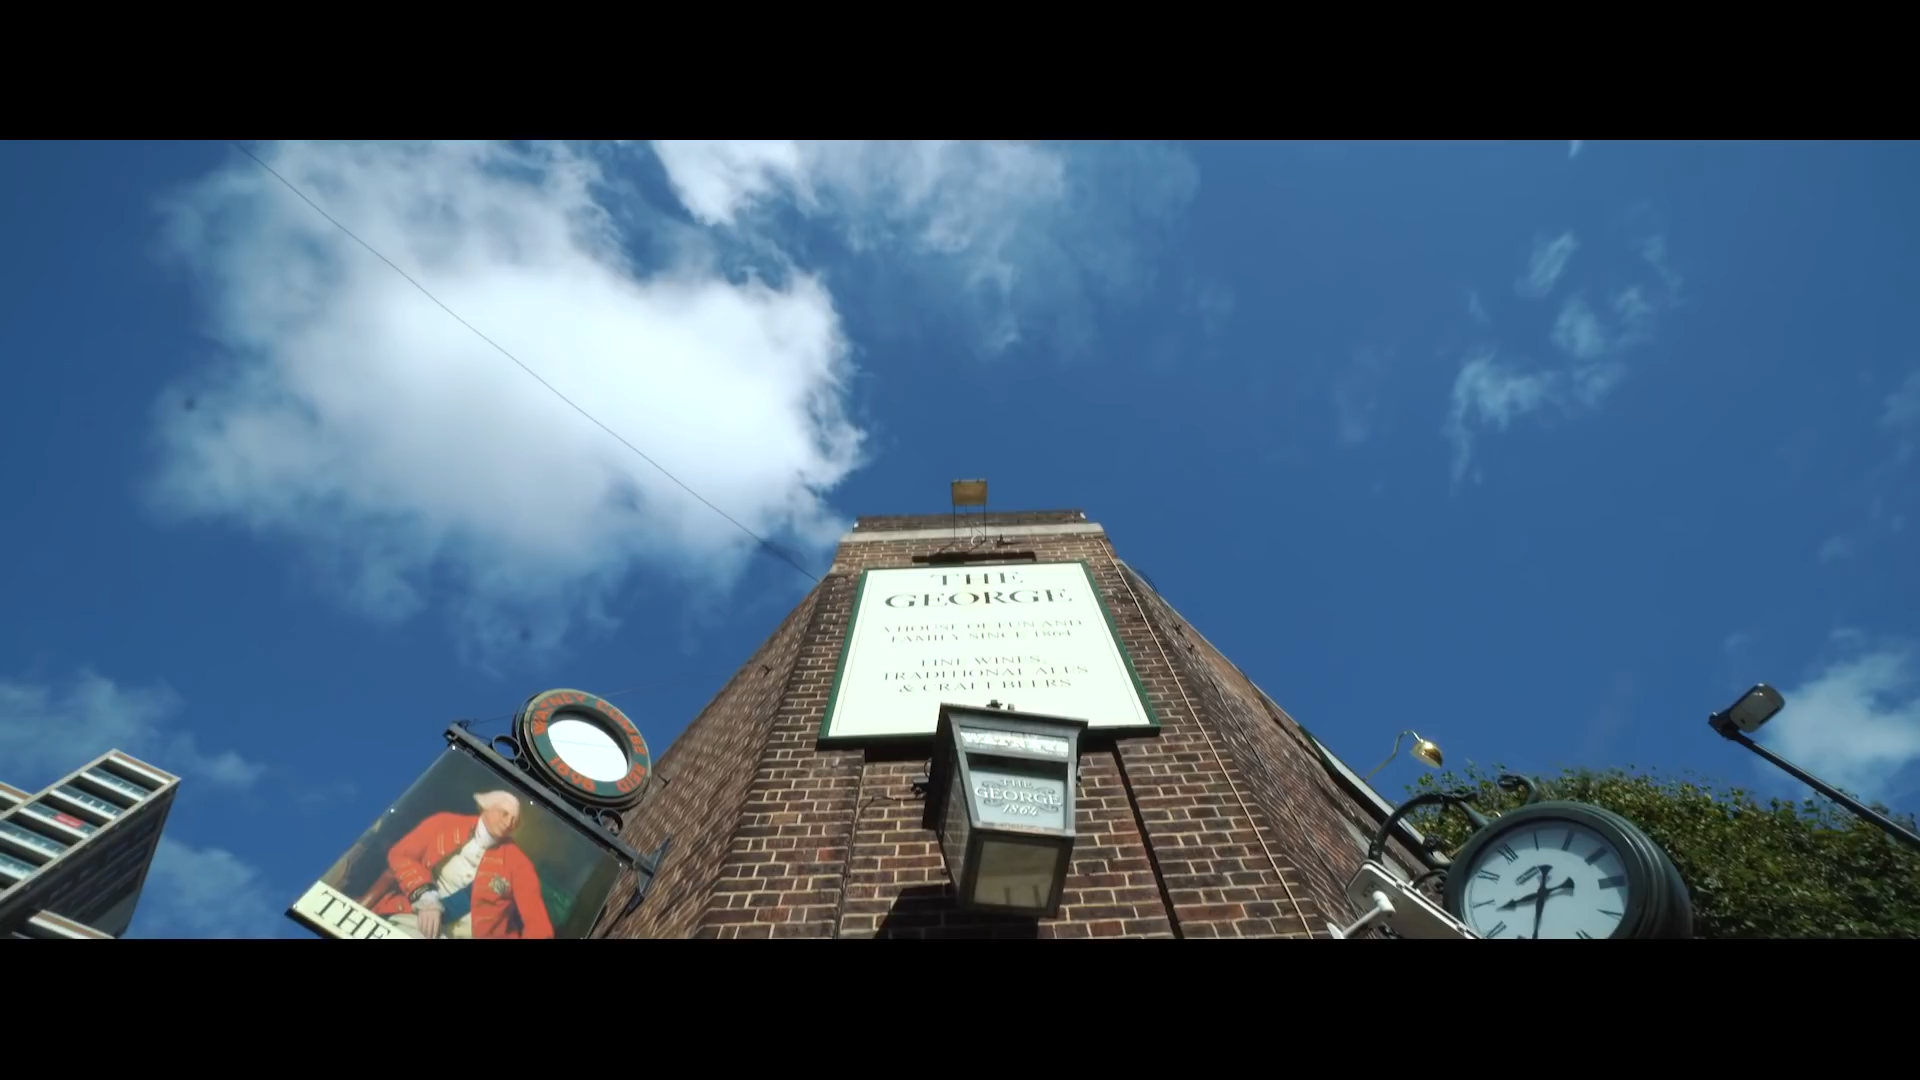 THE
GEORGE
A HOUSE OF FUN AND
FAMILY SINCE 1864
FINE WINES,
TRADITIONAL ALES
& CRAFT BEERS
THE
GEORGE
1864
THE